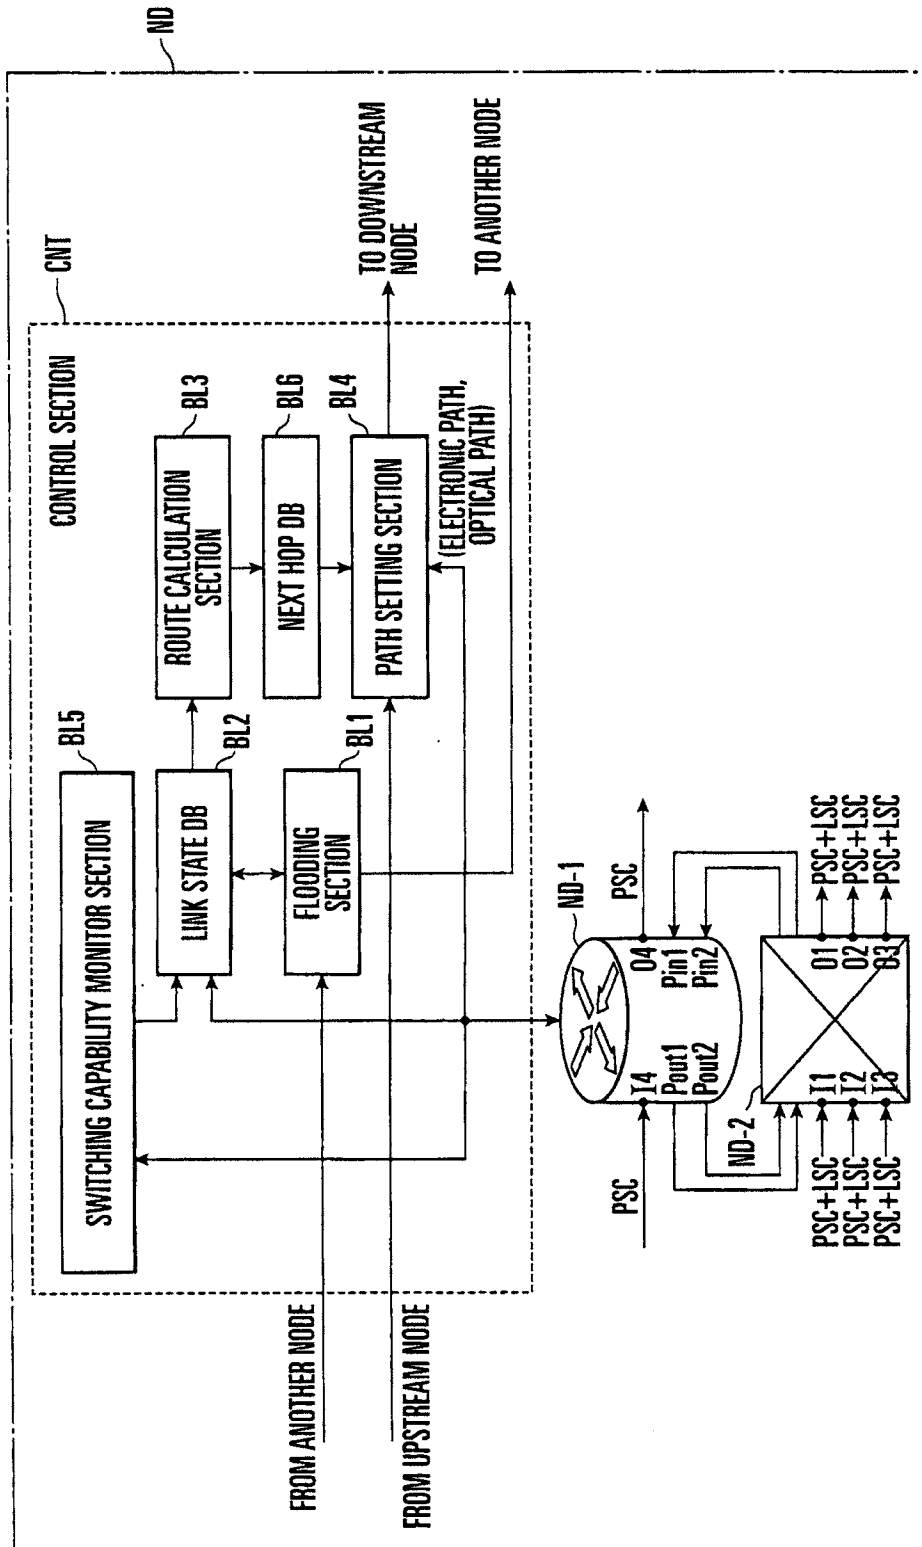 ND
CNT
CONTROL SECTION
BL5
SWITCHING CAPABILITY MONITOR SECTION
BL2
LINK STATE DB
BL3
ROUTE CALCULATION
SECTION
BL6
NEXT HOP DB
BL1
FLOODING
SECTION
BL4
PATH SETTING SECTION
(ELECTRONIC PATH,
OPTICAL PATH)
FROM ANOTHER NODE
FROM UPSTREAM NODE
TO DOWNSTREAM
NODE
TO ANOTHER NODE
ND-1
PSC
PSC
I4
O4
Pout1
Pin1
Pout2
Pin2
ND-2
PSC+LSC
I1
O1
PSC+LSC
PSC+LSC
I2
O2
PSC+LSC
PSC+LSC
I3
O3
PSC+LSC